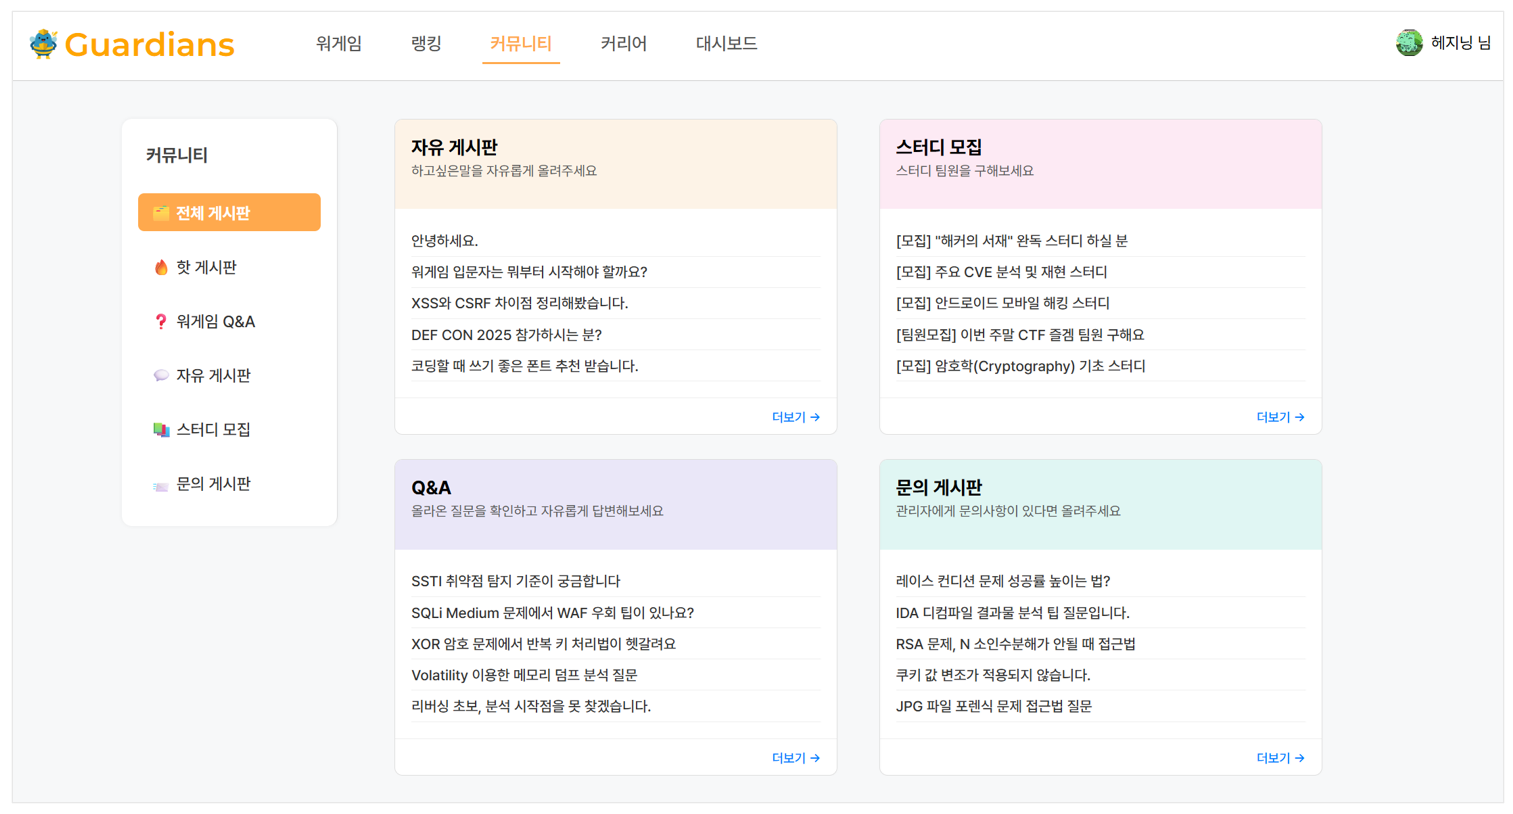 Guardians
워게임
랭킹
커뮤니티
커리어
대시보드
헤지닝 님
커뮤니티
전체 게시판
핫 게시판
워게임 Q&A
자유 게시판
스터디 모집
문의 게시판
자유 게시판
하고싶은말을 자유롭게 올려주세요
안녕하세요.
워게임 입문자는 뭐부터 시작해야 할까요?
XSS와 CSRF 차이점 정리해봤습니다.
DEF CON 2025 참가하시는 분?
코딩할 때 쓰기 좋은 폰트 추천 받습니다.
더보기 →
스터디 모집
스터디 팀원을 구해보세요
[모집] "해커의 서재" 완독 스터디 하실 분
[모집] 주요 CVE 분석 및 재현 스터디
[모집] 안드로이드 모바일 해킹 스터디
[팀원모집] 이번 주말 CTF 즐겜 팀원 구해요
[모집] 암호학(Cryptography) 기초 스터디
더보기 →
Q&A
올라온 질문을 확인하고 자유롭게 답변해보세요
SSTI 취약점 탐지 기준이 궁금합니다
SQLi Medium 문제에서 WAF 우회 팁이 있나요?
XOR 암호 문제에서 반복 키 처리법이 헷갈려요
Volatility 이용한 메모리 덤프 분석 질문
리버싱 초보, 분석 시작점을 못 찾겠습니다.
더보기 →
문의 게시판
관리자에게 문의사항이 있다면 올려주세요
레이스 컨디션 문제 성공률 높이는 법?
IDA 디컴파일 결과물 분석 팁 질문입니다.
RSA 문제, N 소인수분해가 안될 때 접근법
쿠키 값 변조가 적용되지 않습니다.
JPG 파일 포렌식 문제 접근법 질문
더보기 →